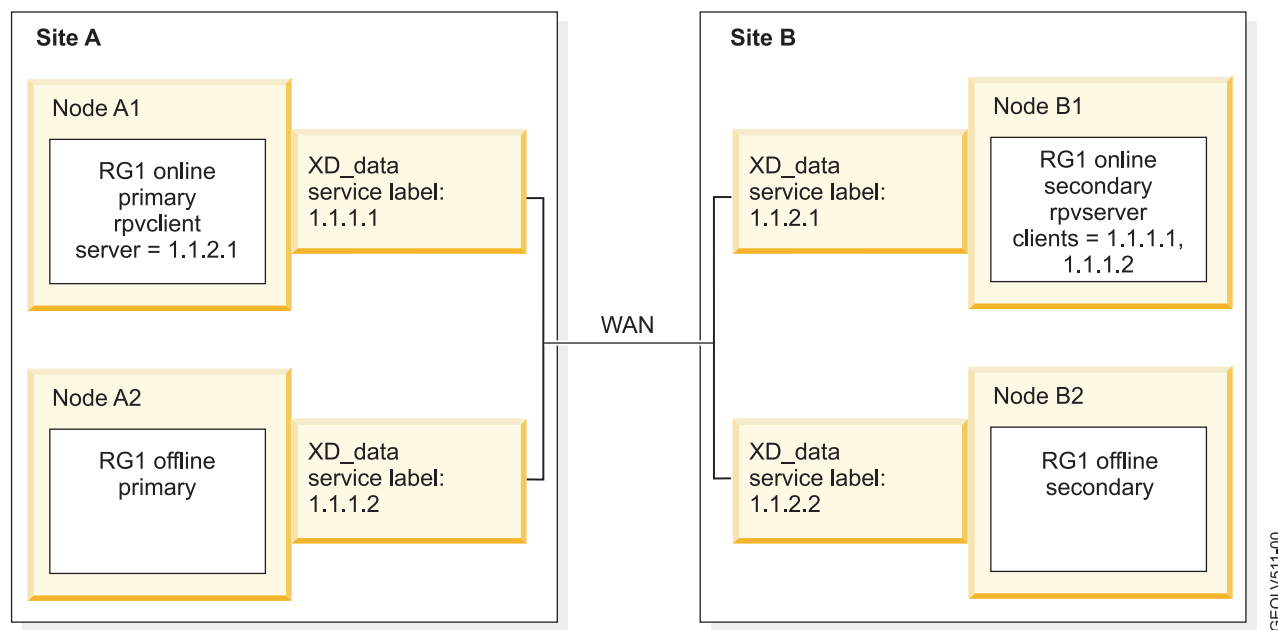 Site A
Node A1
RG1 online
primary
rpvclient
server = 1.1.2.1
XD_data
service label:
1.1.1.1
Node A2
RG1 offline
primary
XD_data
service label:
1.1.1.2
WAN
Site B
XD_data
service label:
1.1.2.1
Node B1
RG1 online
secondary
rpvserver
clients = 1.1.1.1,
1.1.1.2
XD_data
service label:
1.1.2.2
Node B2
RG1 offline
secondary
GEOLV511-00